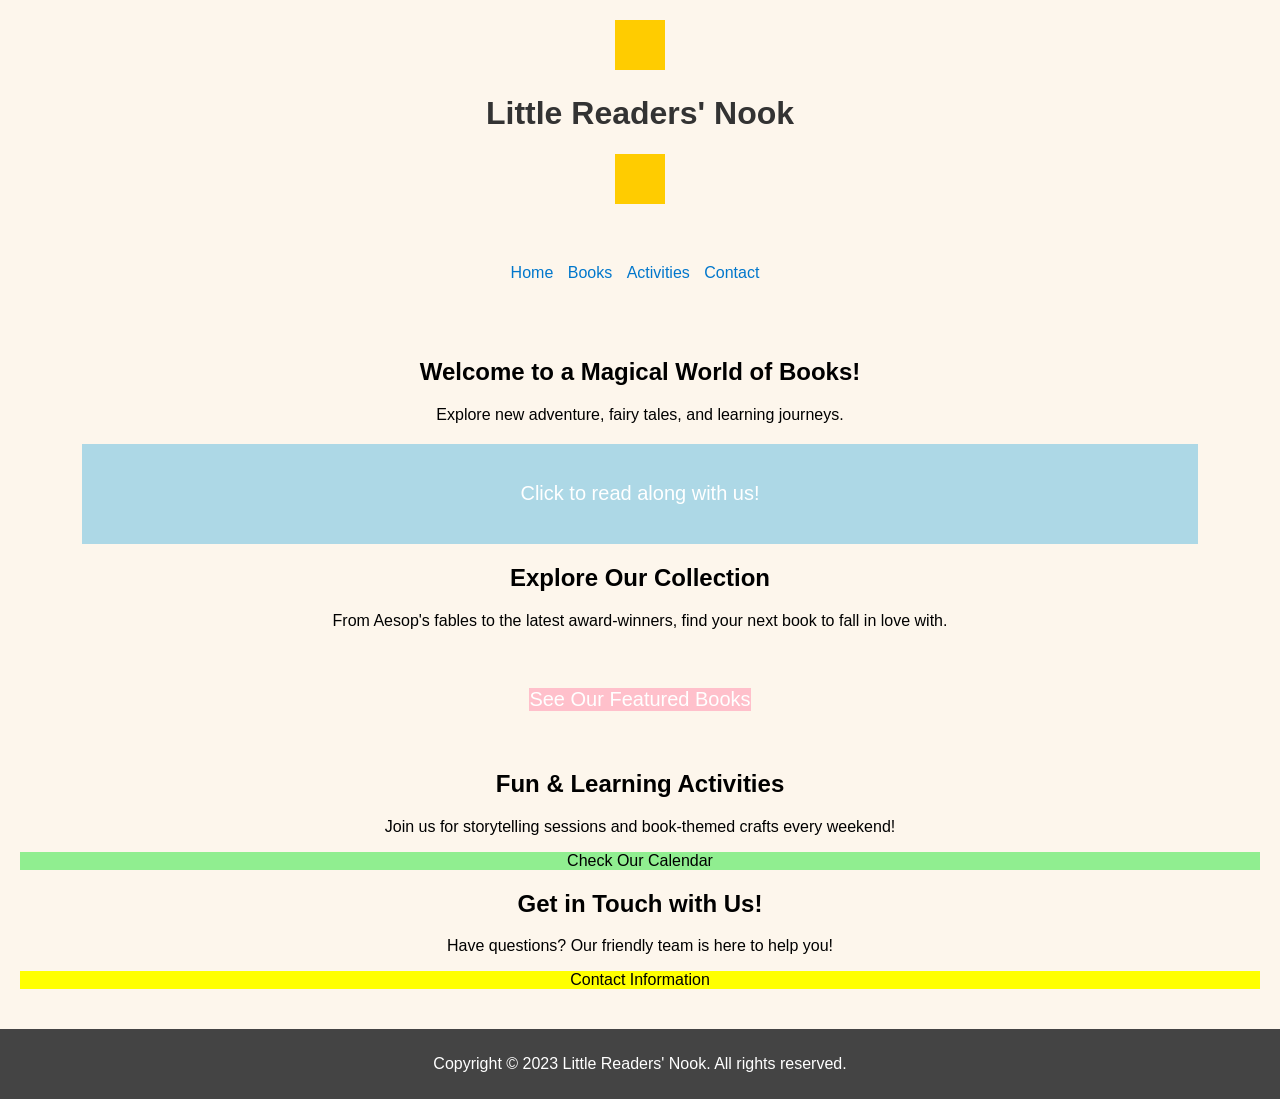 Little Readers' Nook
Home Books Activities Contact
Welcome to a Magical World of Books!
Explore new adventure, fairy tales, and learning journeys.
Click to read along with us!
Explore Our Collection
From Aesop's fables to the latest award-winners, find your next book to fall in love with.
See Our Featured Books
Fun & Learning Activities
Join us for storytelling sessions and book-themed crafts every weekend!
Check Our Calendar
Get in Touch with Us!
Have questions? Our friendly team is here to help you!
Contact Information
Copyright © 2023 Little Readers' Nook. All rights reserved.